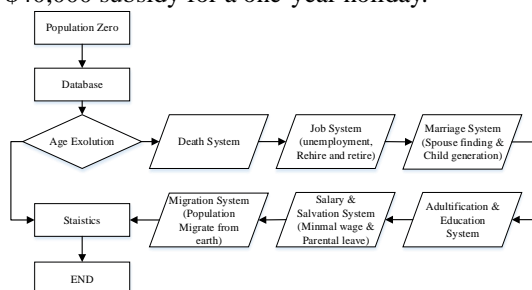 $40,000 subsidy for a one-year holiday.
Population Zero
Database
Age Exolution
Death System
Job System
(unemployment,
Rehire and retire)
Marriage System
(Spouse finding &
Child generation)
Migration System
(Population
Migrate from
earth)
Salary &
Salvation System
(Minmal wage &
Parental leave)
Adultification &
Education
System
Staistics
END